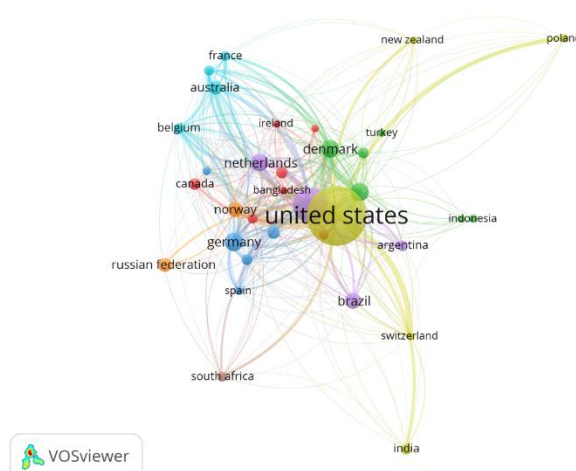 new zealand
poland
france
australia
ireland
turkey
belgium
denmark
netherlands
canada
bangladesh
norway
united states
indonesia
germany
argentina
russian federation
spain
brazil
switzerland
south africa
india
VOSviewer